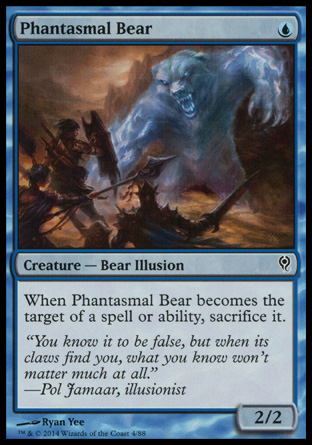 Phantasmal Bear
Creature — Bear Illusion
When Phantasmal Bear becomes the
target of a spell or ability, sacrifice it.
“You know it to be false, but when its
claws find you, what you know won’t
matter much at all.”
—Pol Jamaar, illusionist
Ryan Yee
2/2
™ & © 2014 Wizards of the Coast 4/88